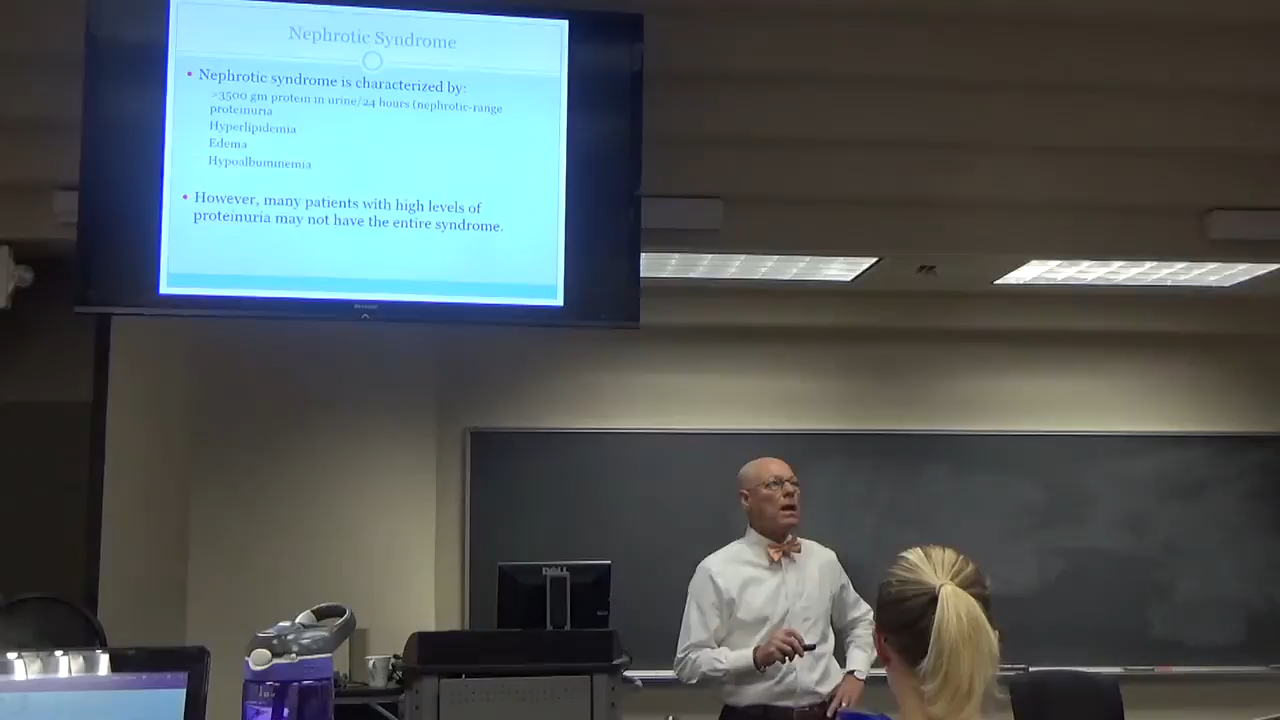 Nephrotic Syndrome
• Nephrotic syndrome is characterized by:
>3500 gm protein in urine/24 hours (nephrotic-range
proteinuria
Hyperlipidemia
Edema
Hypoalbuminemia
• However, many patients with high levels of
proteinuria may not have the entire syndrome.
DELL